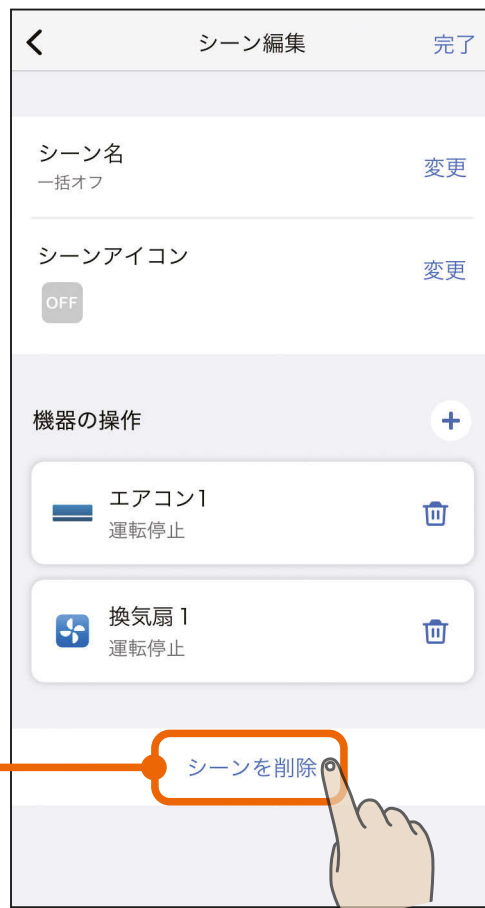 シーン編集
完了
シーン名
一括オフ
変更
シーンアイコン
変更
OFF
機器の操作
エアコン1
運転停止
換気扇1
運転停止
シーンを削除